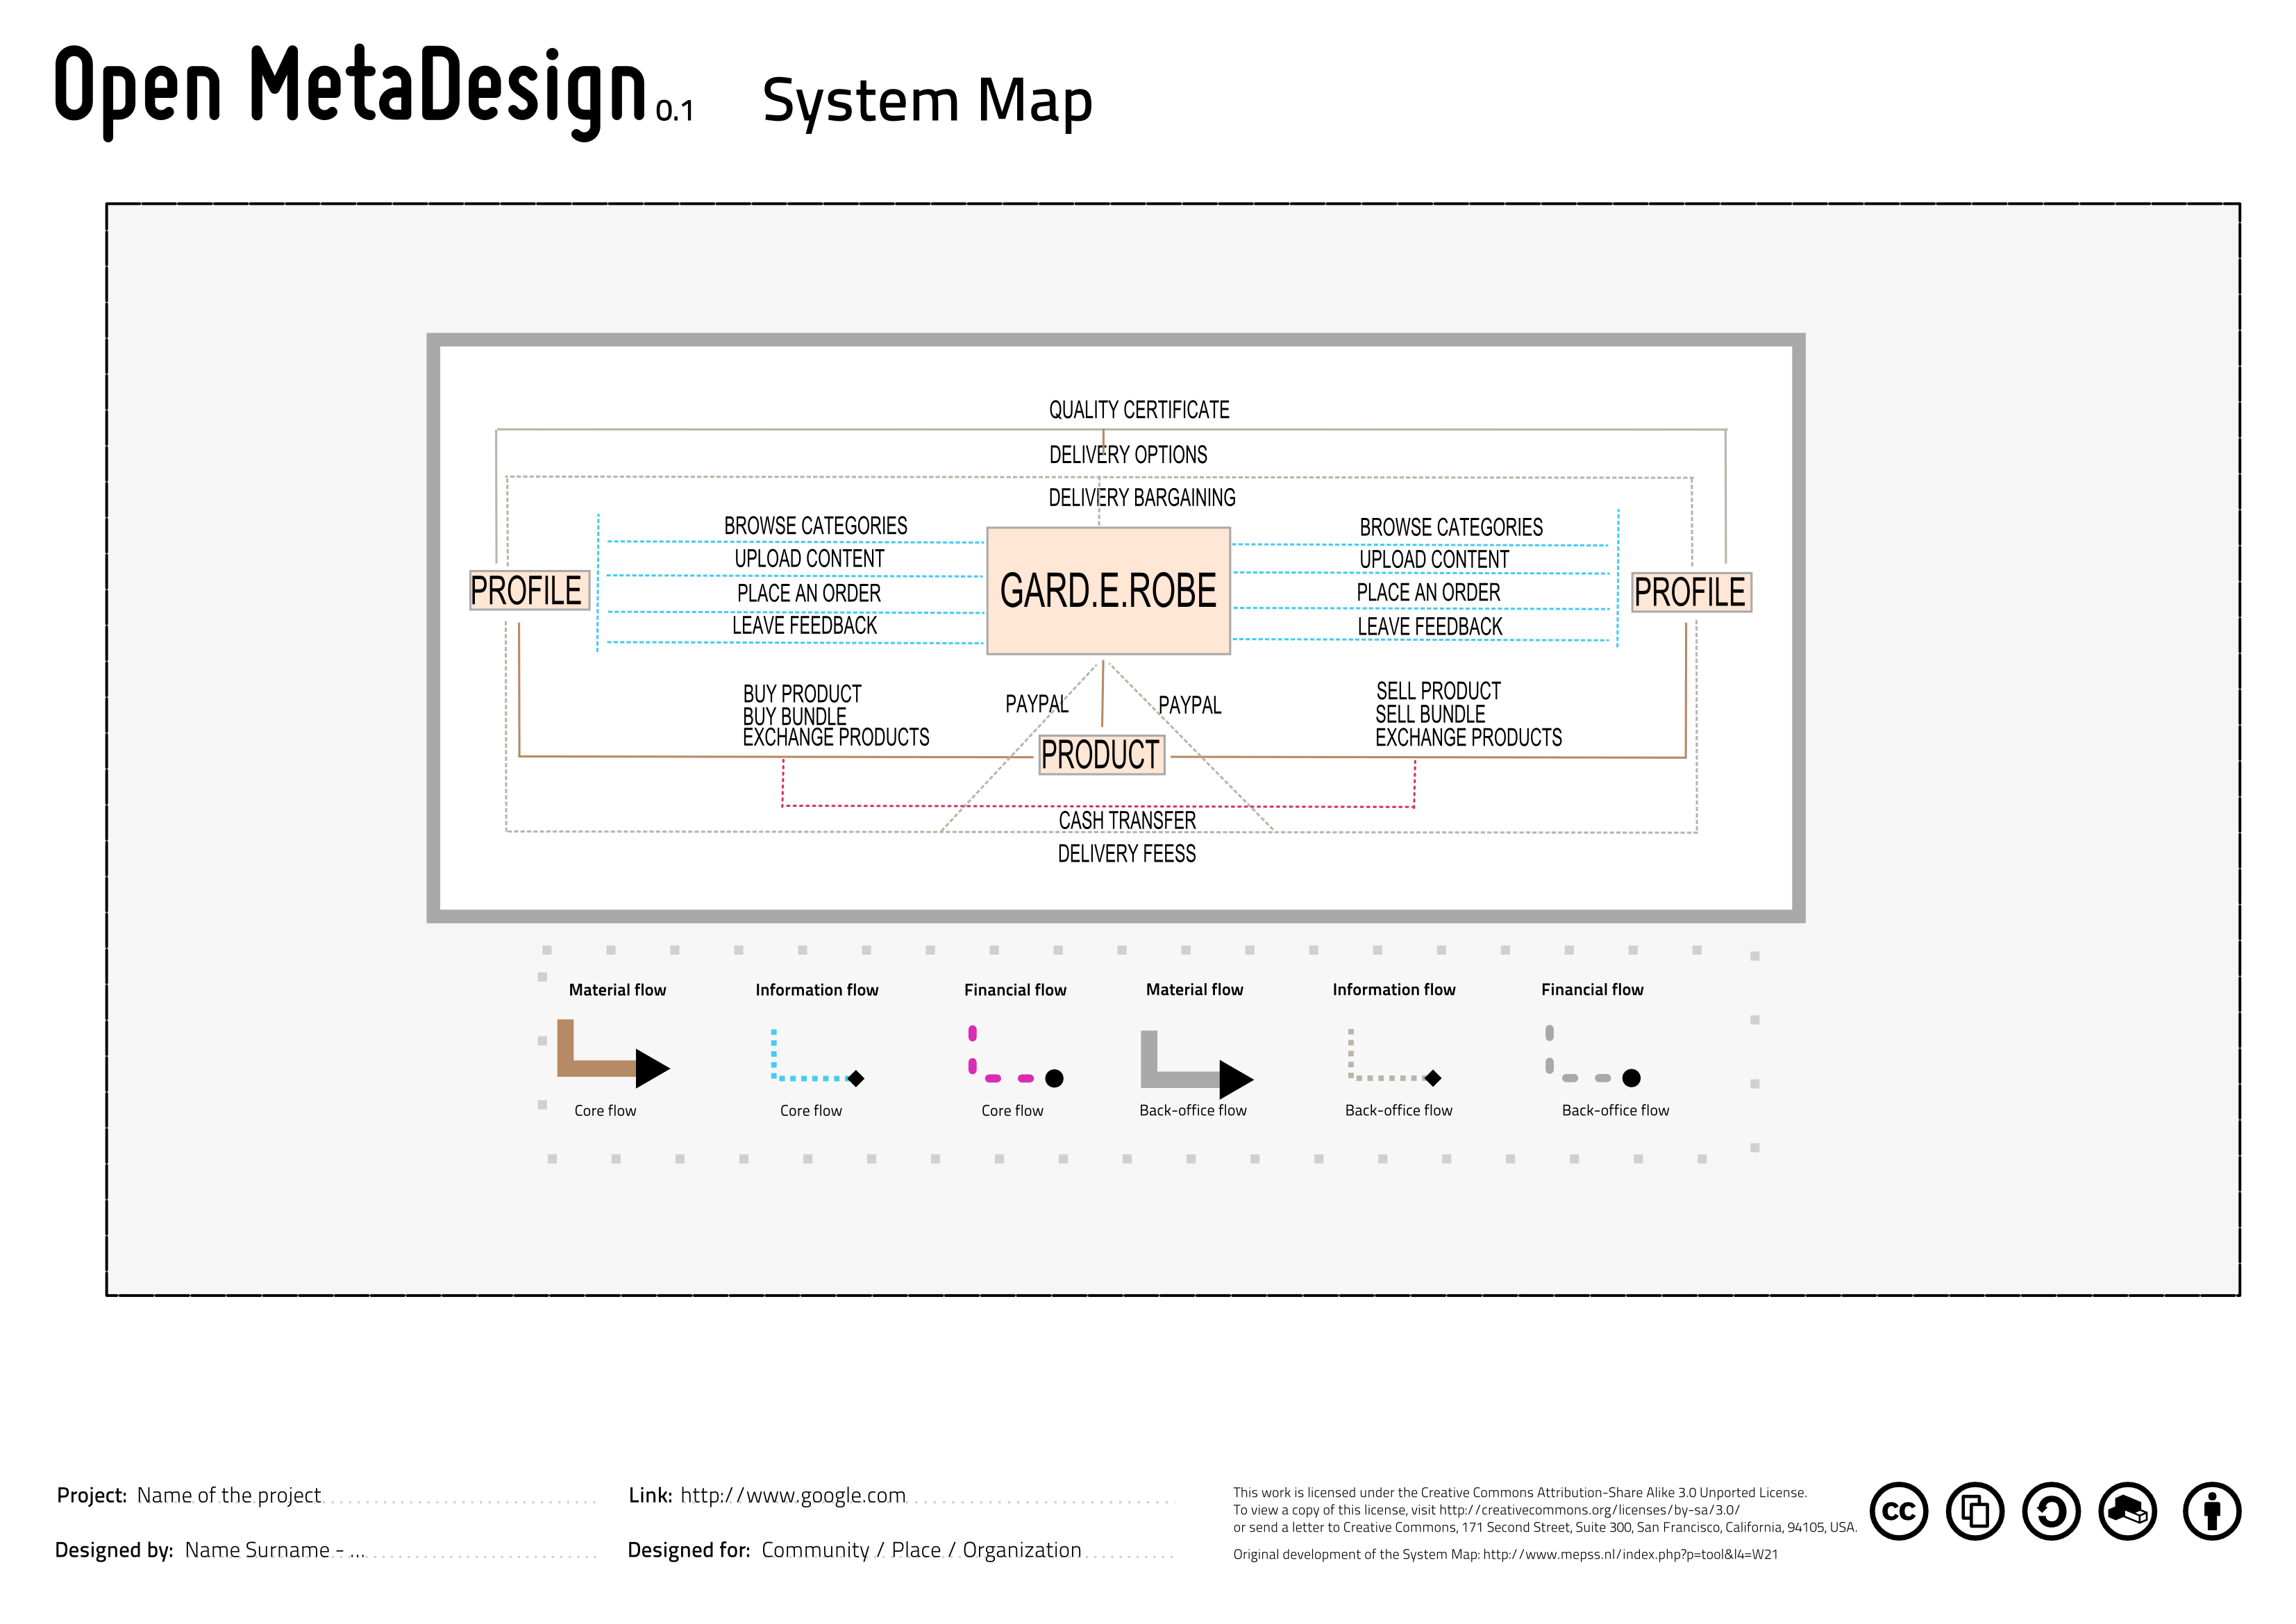 Open MetaDesign 0.1 System Map
QUALITY CERTIFICATE
DELIVERY OPTIONS
DELIVERY BARGAINING
BROWSE CATEGORIES
UPLOAD CONTENT
PLACE AN ORDER
LEAVE FEEDBACK
BROWSE CATEGORIES
UPLOAD CONTENT
PLACE AN ORDER
LEAVE FEEDBACK
PROFILE
GARD.E.ROBE
PROFILE
BUY PRODUCT
BUY BUNDLE
EXCHANGE PRODUCTS
PAYPAL
PAYPAL
SELL PRODUCT
SELL BUNDLE
EXCHANGE PRODUCTS
PRODUCT
CASH TRANSFER
DELIVERY FEESS
Material flow
Information flow
Financial flow
Material flow
Information flow
Financial flow
Core flow
Core flow
Core flow
Back-office flow
Back-office flow
Back-office flow
Project: Name of the project
Designed by: Name Surname - ...
Link: http://www.google.com
Designed for: Community / Place / Organization
This work is licensed under the Creative Commons Attribution-Share Alike 3.0 Unported License.
To view a copy of this license, visit http://creativecommons.org/licenses/by-sa/3.0/
or send a letter to Creative Commons, 171 Second Street, Suite 300, San Francisco, California, 94105, USA.
Original development of the System Map: http://www.mepss.nl/index.php?p=tool&l4=W21
cc